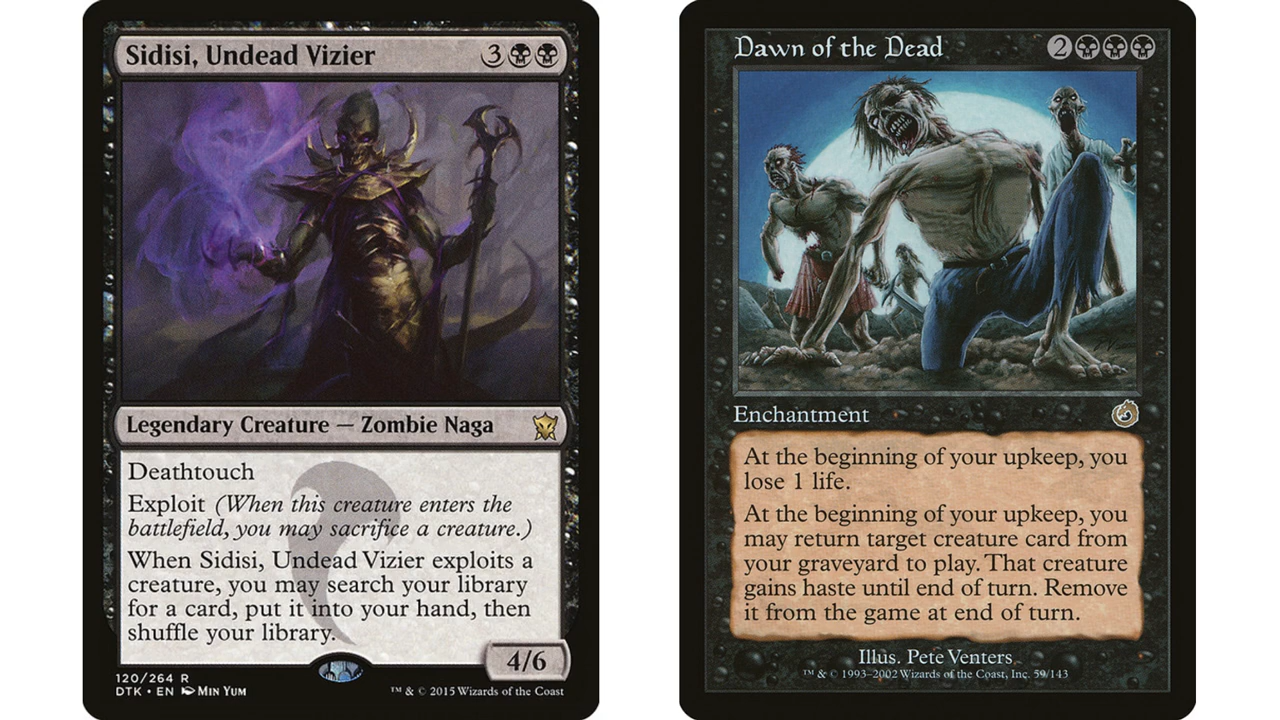 Sidisi, Undead Vizier 3
Legendary Creature — Zombie Naga
Deathtouch
Exploit (When this creature enters the
battlefield, you may sacrifice a creature.)
When Sidisi, Undead Vizier exploits a
creature, you may search your library
for a card, put it into your hand, then
shuffle your library.
4/6
120/264 R
DTK • EN Min Yum
™ & © 2015 Wizards of the Coast
Dawn of the Dead 2
Enchantment
At the beginning of your upkeep, you
lose 1 life.
At the beginning of your upkeep, you
may return target creature card from
your graveyard to play. That creature
gains haste until end of turn. Remove
it from the game at end of turn.
Illus. Pete Venters
™ & © 1993–2002 Wizards of the Coast, Inc. 59/143